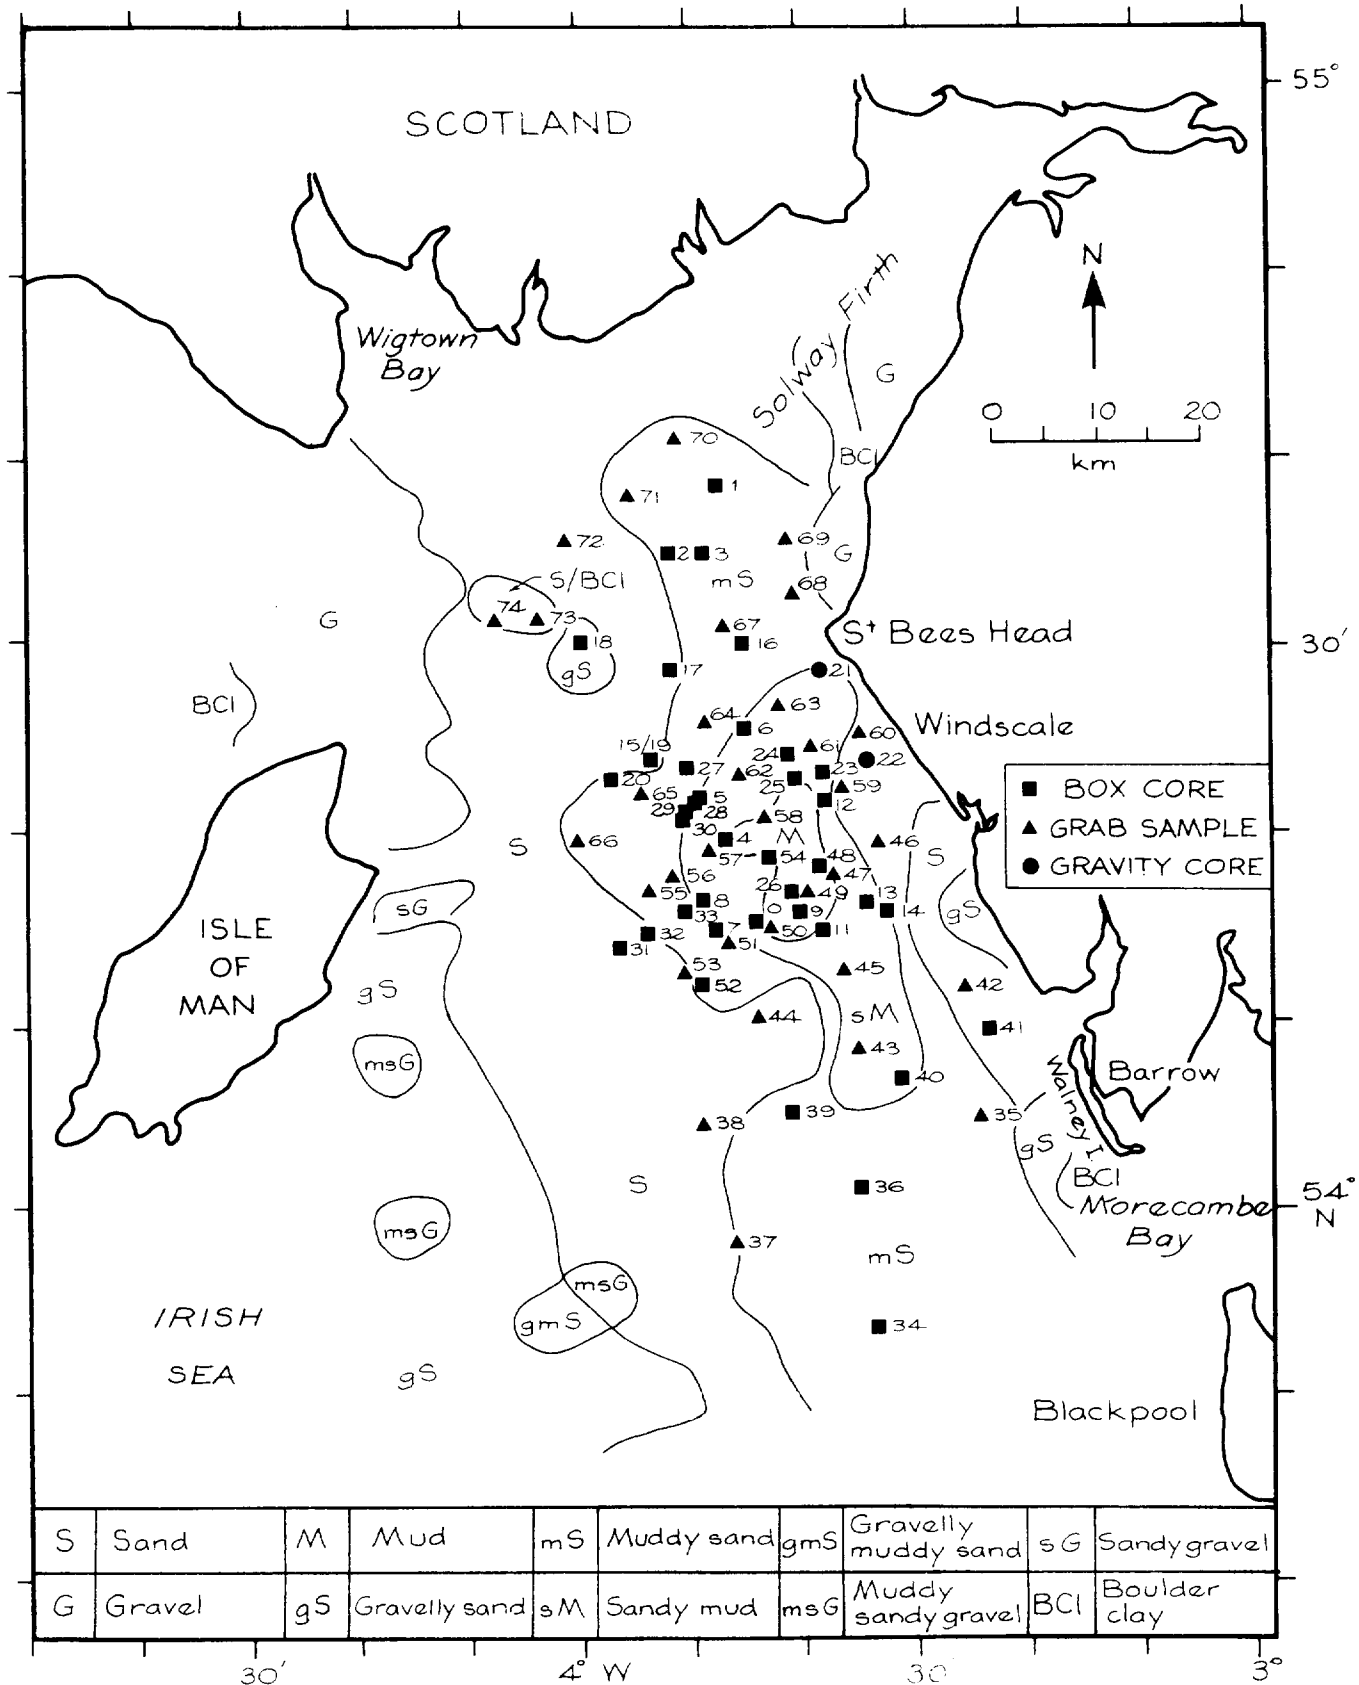 55°
SCOTLAND
N
Solway Firth
Wigtown
Bay
G
0 10 20
km
70
BCl
1
71
72
2
3
69
G
S/BCl
mS
68
74
73
G
67
St Bees Head
30'
18
16
gS
17
21
BCl
63
Windscale
64
6
60
15/19
24
61
22
27
62
23
20
25
59
BOX CORE
65
5
12
29
28
58
GRAB SAMPLE
30
4
M
46
66
S
57
54
48
S
GRAVITY CORE
56
47
55
26
49
13
sG
8
33
0
9
14
gS
ISLE
OF
MAN
32
7
50
11
31
51
53
45
52
42
gS
44
sM
41
43
msG
40
Barrow
Walney I.
39
35
38
gS
S
36
BCl
54°
N
Morecambe
Bay
msG
37
mS
msG
gmS
34
IRISH
SEA
gS
Blackpool
S Sand M Mud mS Muddy sand gmS Gravelly muddy sand sG Sandy gravel
G Gravel gS Gravelly sand sM Sandy mud msG Muddy sandy gravel BCl Boulder clay
30' 4° W 30 3°